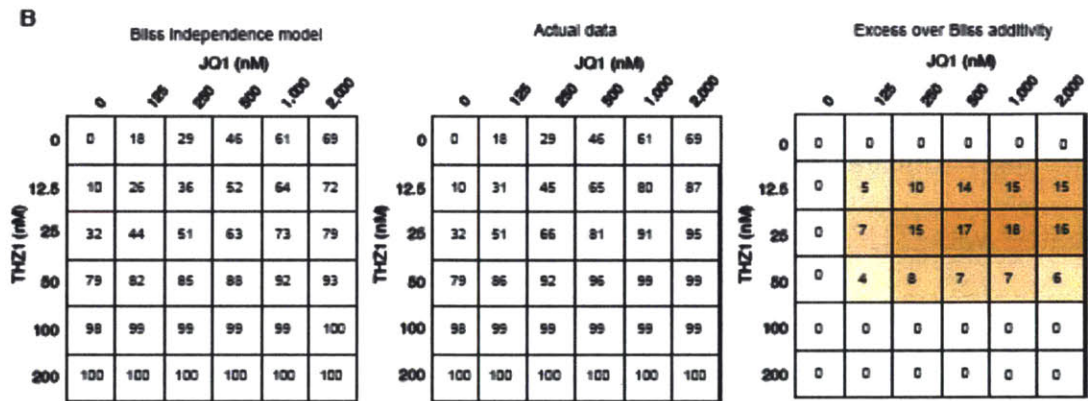 B
Bliss independence model
JQ1 (nM)
0 125 250 500 1,000 2,000
THZ1 (nM)
0 0 18 29 46 61 69
12.5 10 26 36 52 64 72
25 32 44 51 63 73 79
50 79 82 85 88 92 93
100 98 99 99 99 99 100
200 100 100 100 100 100 100
Actual data
JQ1 (nM)
0 125 250 500 1,000 2,000
THZ1 (nM)
0 0 18 29 46 61 69
12.5 10 31 45 65 80 87
25 32 51 66 81 91 95
50 79 86 92 96 99 99
100 98 99 99 99 99 99
200 100 100 100 100 100 100
Excess over Bliss additivity
JQ1 (nM)
0 125 250 500 1,000 2,000
THZ1 (nM)
0 0 0 0 0 0 0
12.5 0 5 10 14 15 15
25 0 7 15 17 18 16
50 0 4 8 7 7 6
100 0 0 0 0 0 0
200 0 0 0 0 0 0